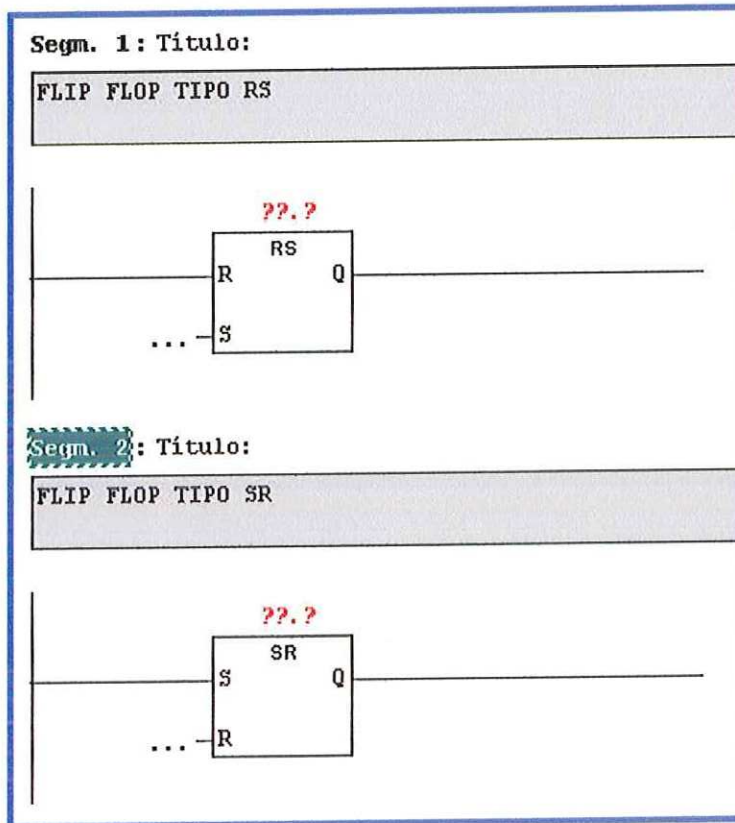 Segm. 1: Título:
FLIP FLOP TIPO RS
??.?
RS
R Q
... S
Segm. 2: Título:
FLIP FLOP TIPO SR
??.?
SR
S Q
... R